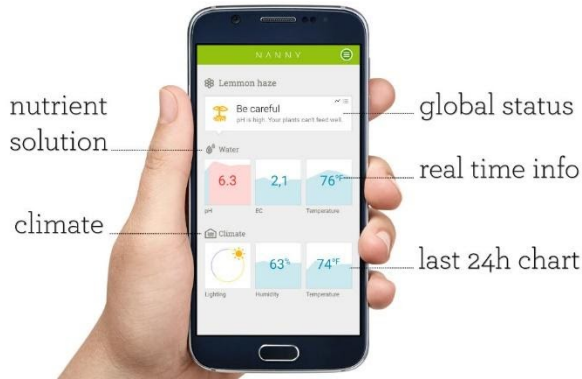 NANNY
Lemmon haze
Be careful
pH is high. Your plants can't feed well.
Water
6.3
2,1
76°F
pH
EC
Temperature
Climate
63%
74°F
Lighting
Humidity
Temperature
nutrient
solution
climate
global status
real time info
last 24h chart